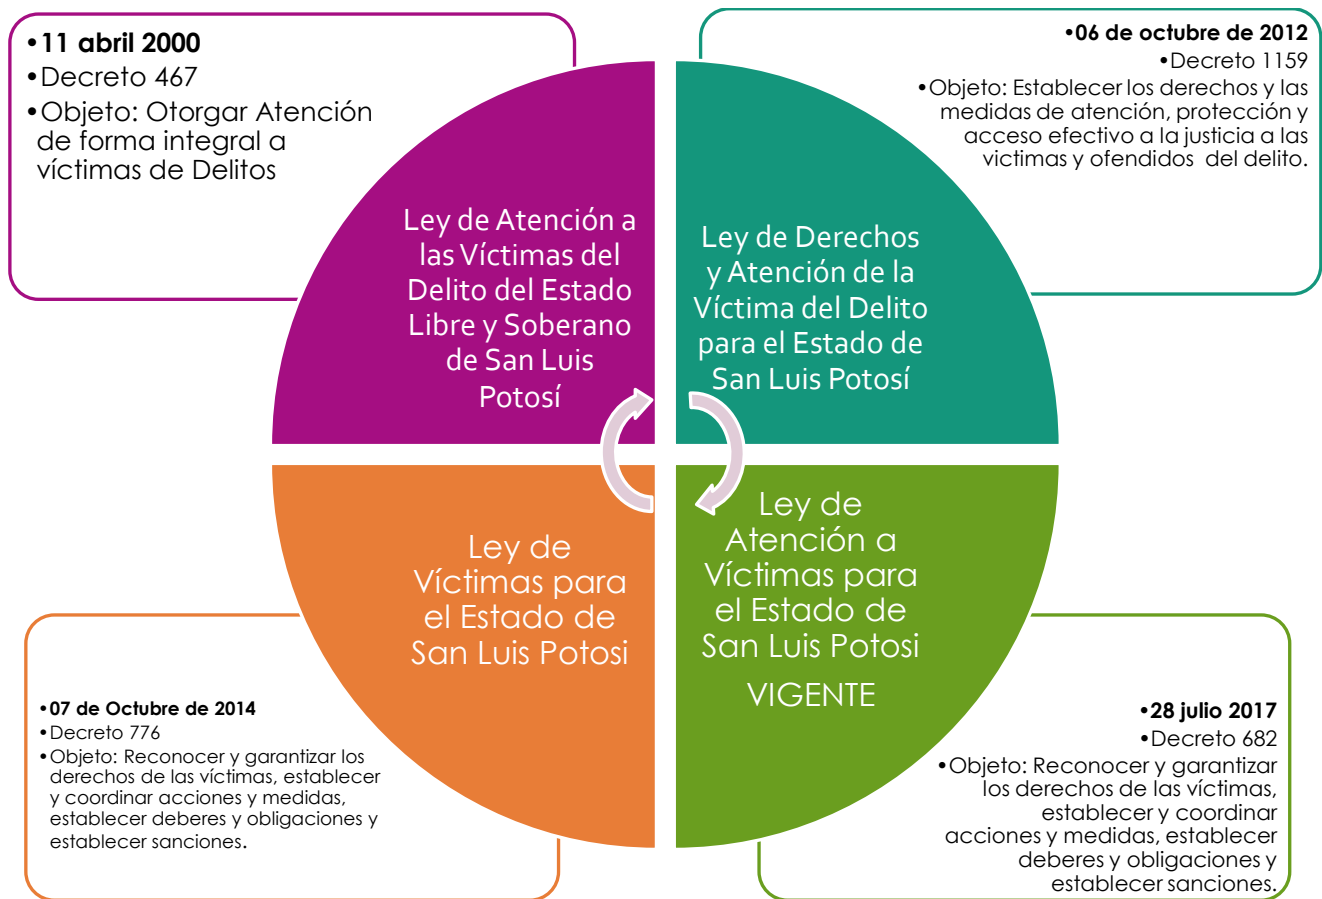 •11 abril 2000
•Decreto 467
•Objeto: Otorgar Atención
de forma integral a
víctimas de Delitos
•06 de octubre de 2012
•Decreto 1159
•Objeto: Establecer los derechos y las
medidas de atención, protección y
acceso efectivo a la justicia a las
victimas y ofendidos del delito.
Ley de Atención a
las Víctimas del
Delito del Estado
Libre y Soberano
de San Luis
Potosí
Ley de Derechos
y Atención de la
Víctima del Delito
para el Estado de
San Luis Potosí
Ley de
Víctimas para
el Estado de
San Luis Potosi
Ley de
Atención a
Víctimas para
el Estado de
San Luis Potosi
VIGENTE
•07 de Octubre de 2014
•Decreto 776
•Objeto: Reconocer y garantizar los
derechos de las víctimas, establecer
y coordinar acciones y medidas,
establecer deberes y obligaciones y
establecer sanciones.
•28 julio 2017
•Decreto 682
•Objeto: Reconocer y garantizar
los derechos de las víctimas,
establecer y coordinar
acciones y medidas, establecer
deberes y obligaciones y
establecer sanciones.